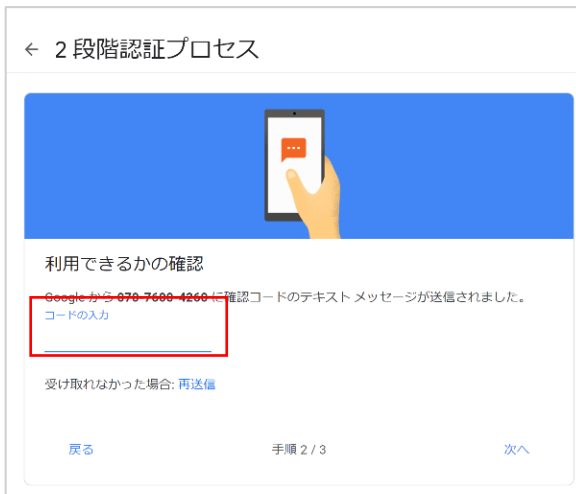 ← 2 段階認証プロセス
利用できるかの確認
Google から 070-7600-4260 に確認コードのテキスト メッセージが送信されました。
コードの入力
受け取れなかった場合: 再送信
戻る 手順 2 / 3 次へ